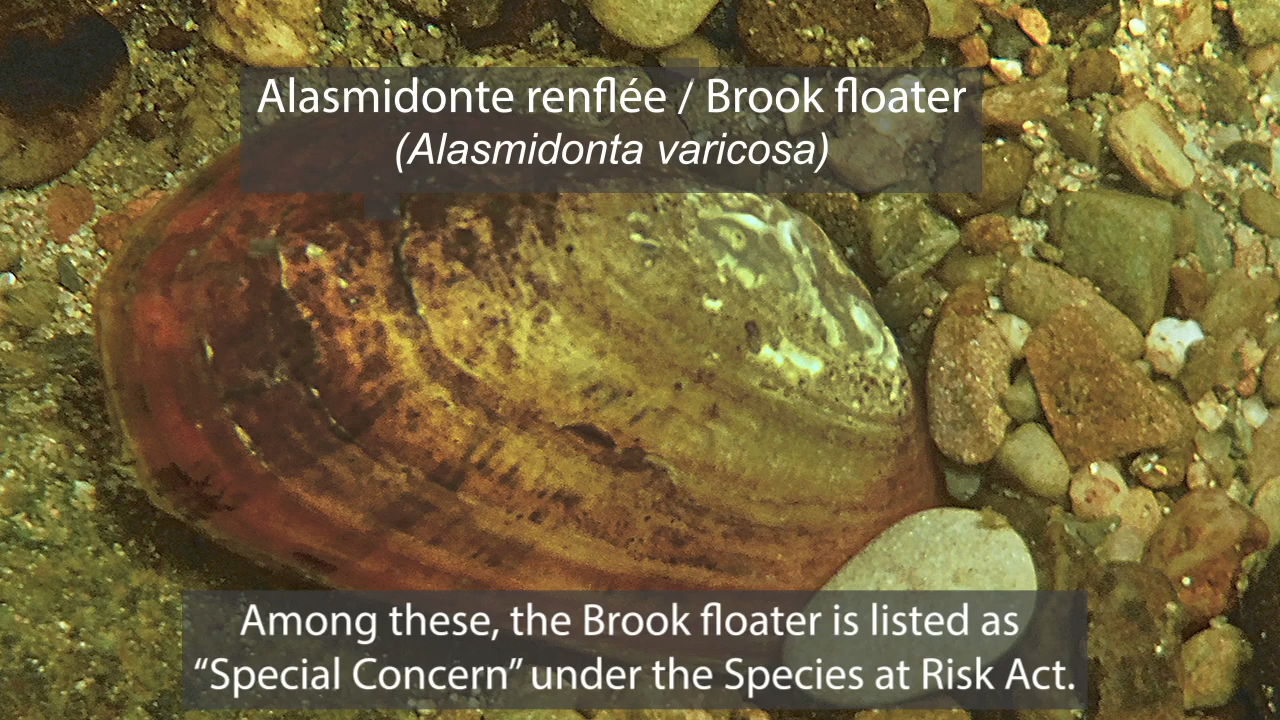 Alasmidonte renflée / Brook floater
(Alasmidonta varicosa)
Among these, the Brook floater is listed as
“Special Concern” under the Species at Risk Act.